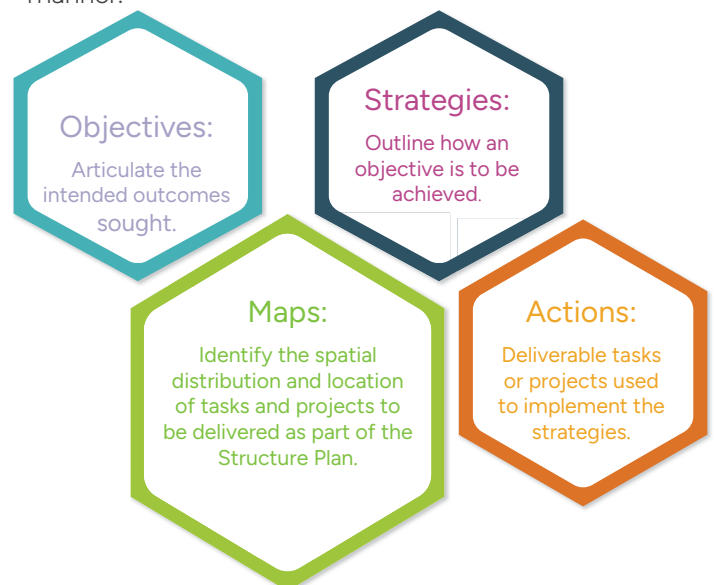 manner.
Objectives:
Articulate the
intended outcomes
sought.
Strategies:
Outline how an
objective is to be
achieved.
Maps:
Identify the spatial
distribution and location
of tasks and projects to
be delivered as part of the
Structure Plan.
Actions:
Deliverable tasks
or projects used
to implement the
strategies.